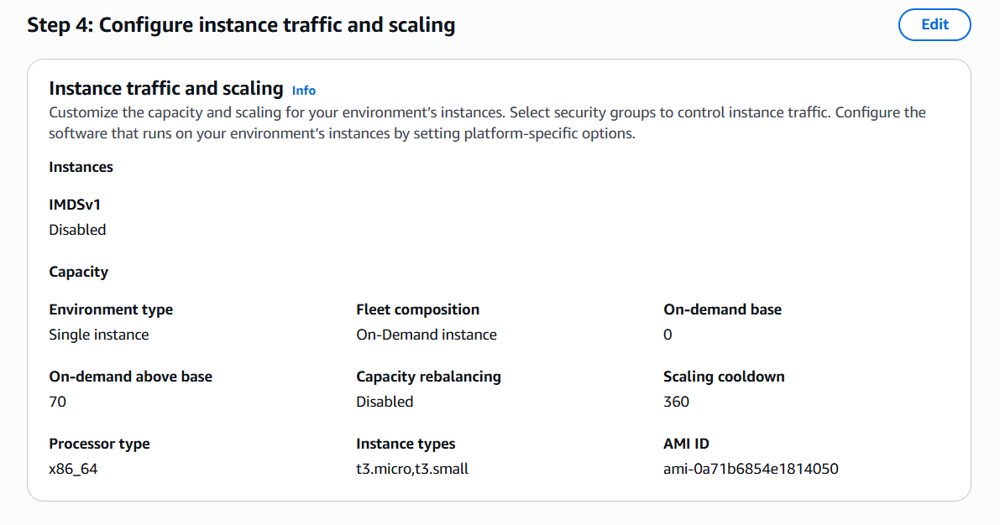 Step 4: Configure instance traffic and scaling
Edit
Instance traffic and scaling Info
Customize the capacity and scaling for your environment’s instances. Select security groups to control instance traffic. Configure the
software that runs on your environment’s instances by setting platform-specific options.
Instances
IMDSv1
Disabled
Capacity
Environment type
Single instance
Fleet composition
On-Demand instance
On-demand base
0
On-demand above base
70
Capacity rebalancing
Disabled
Scaling cooldown
360
Processor type
x86_64
Instance types
t3.micro,t3.small
AMI ID
ami-0a71b6854e1814050